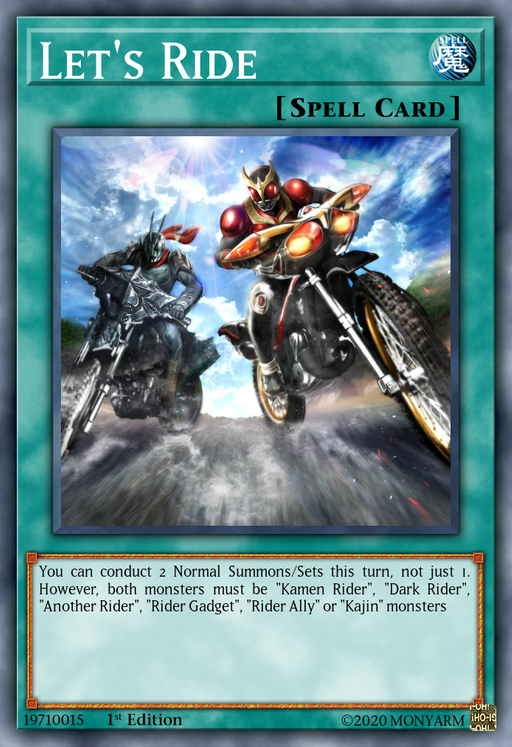 Let's Ride
SPELL
魔
[Spell Card]
You can conduct 2 Normal Summons/Sets this turn, not just 1.
However, both monsters must be "Kamen Rider", "Dark Rider",
"Another Rider", "Rider Gadget", "Rider Ally" or "Kajin" monsters
19710015 1st Edition ©2020 MONYARM